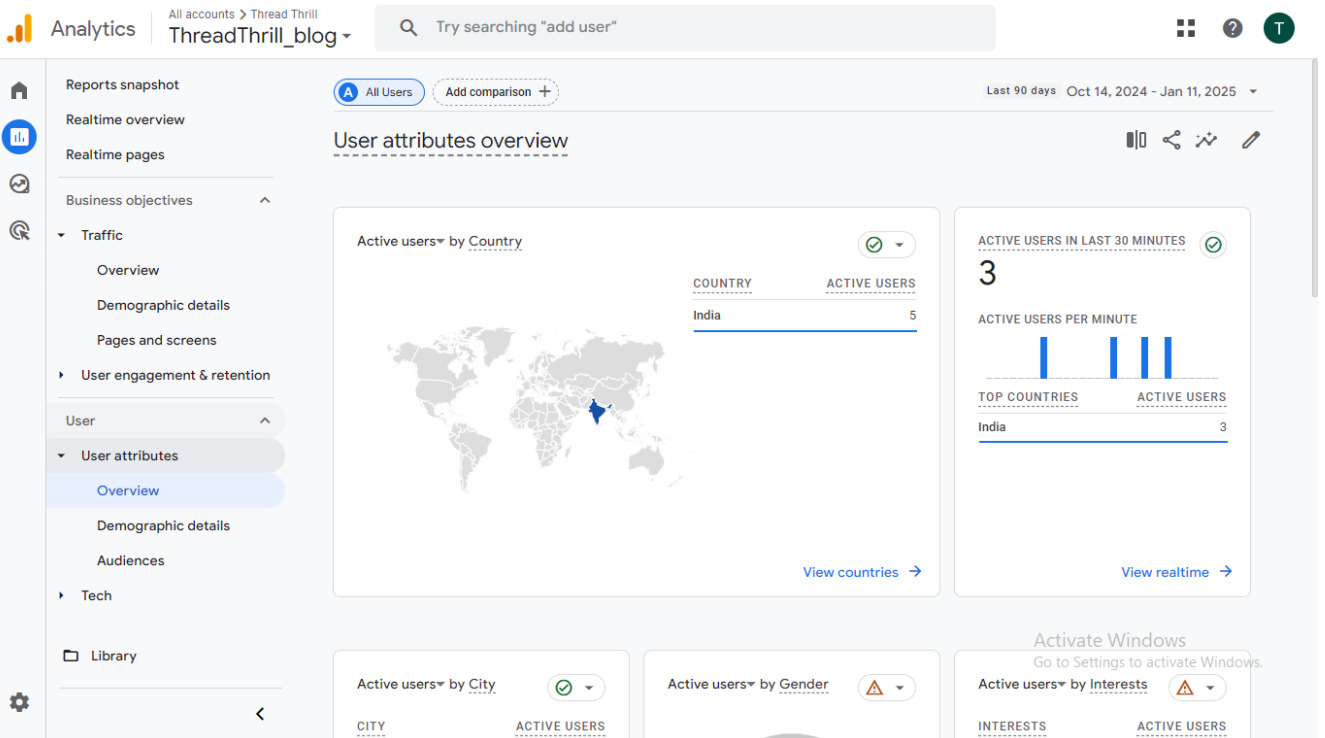 Analytics
All accounts > Thread Thrill
ThreadThrill_blog
Try searching "add user"
T
Reports snapshot
Realtime overview
Realtime pages
Business objectives
Traffic
Overview
Demographic details
Pages and screens
User engagement & retention
User
User attributes
Overview
Demographic details
Audiences
Tech
Library
A All Users
Add comparison +
Last 90 days Oct 14, 2024 - Jan 11, 2025
User attributes overview
Active users by Country
COUNTRY ACTIVE USERS
India 5
View countries
ACTIVE USERS IN LAST 30 MINUTES
3
ACTIVE USERS PER MINUTE
TOP COUNTRIES ACTIVE USERS
India 3
View realtime
Activate Windows
Go to Settings to activate Windows.
Active users by City
CITY ACTIVE USERS
Active users by Gender
Active users by Interests
INTERESTS ACTIVE USERS